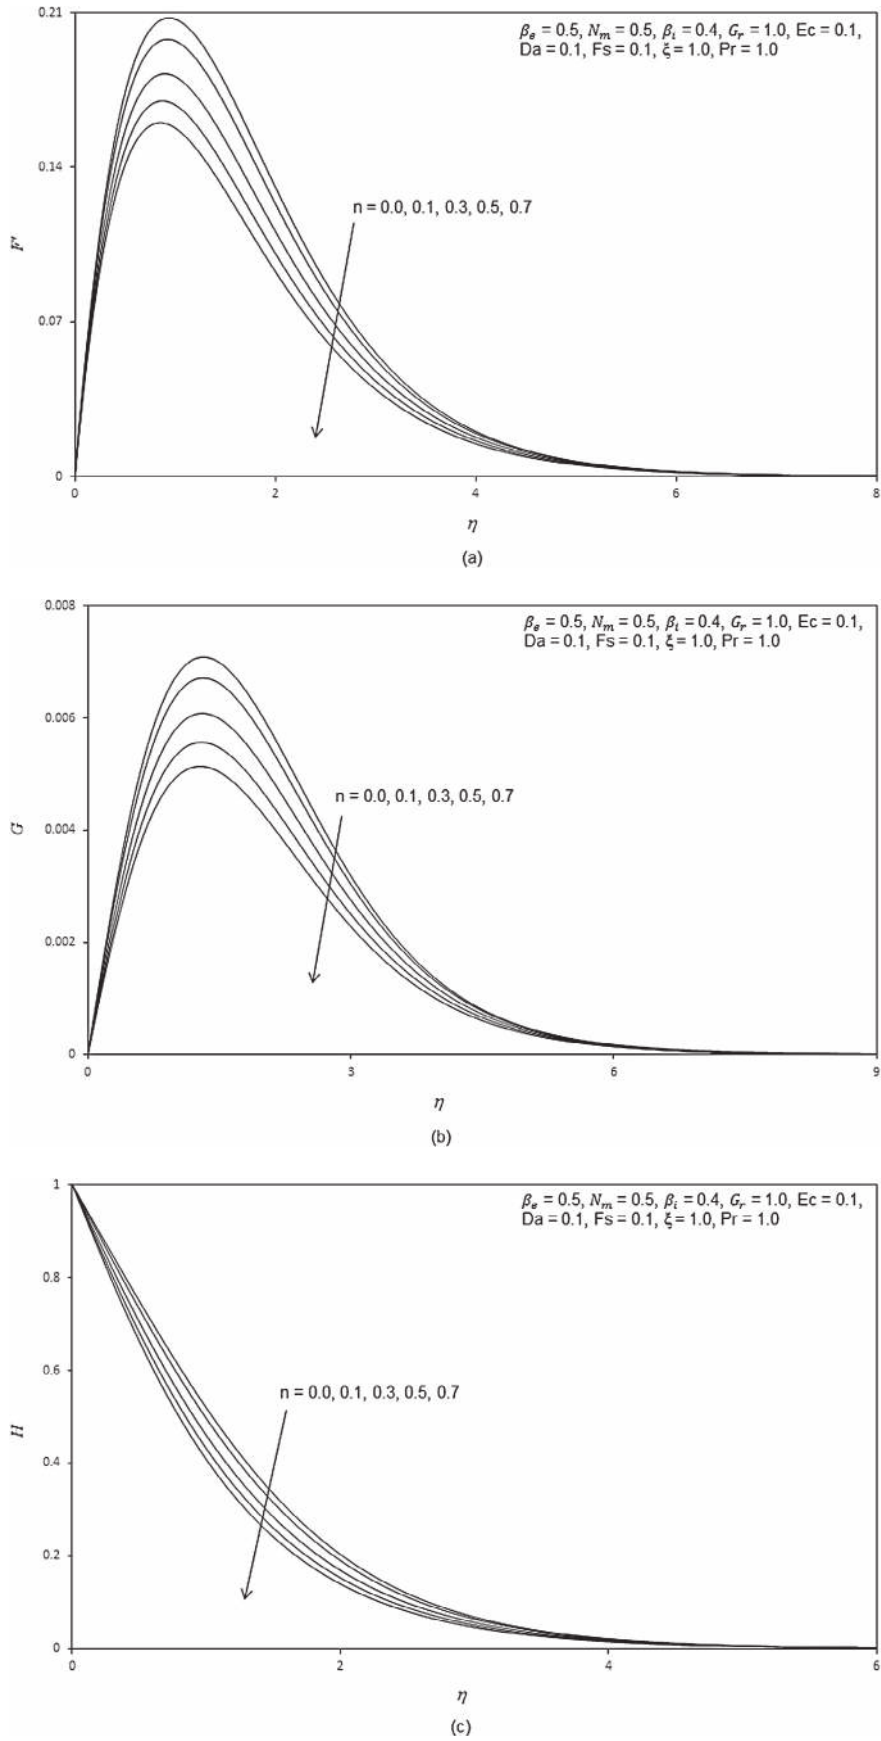 0.21
βₑ = 0.5, Nₘ = 0.5, βᵢ = 0.4, Gᵣ = 1.0, Ec = 0.1,
Da = 0.1, Fs = 0.1, ξ = 1.0, Pr = 1.0
0.14
n = 0.0, 0.1, 0.3, 0.5, 0.7
F'
0.07
0
0 2 4 6 8
η
(a)
0.008
βₑ = 0.5, Nₘ = 0.5, βᵢ = 0.4, Gᵣ = 1.0, Ec = 0.1,
Da = 0.1, Fs = 0.1, ξ = 1.0, Pr = 1.0
0.006
n = 0.0, 0.1, 0.3, 0.5, 0.7
G
0.004
0.002
0
0 3 6 9
η
(b)
1
βₑ = 0.5, Nₘ = 0.5, βᵢ = 0.4, Gᵣ = 1.0, Ec = 0.1,
Da = 0.1, Fs = 0.1, ξ = 1.0, Pr = 1.0
0.8
0.6
n = 0.0, 0.1, 0.3, 0.5, 0.7
H
0.4
0.2
0
0 2 4 6
η
(c)